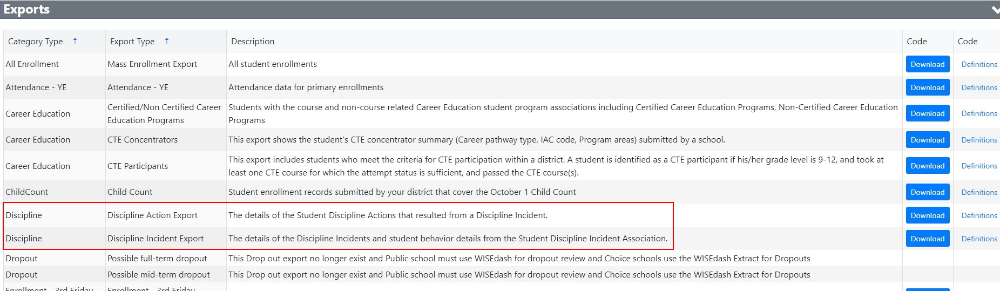 Exports
Category Type ↑ Export Type ↑ Description Code Code
All Enrollment Mass Enrollment Export All student enrollments Download Definitions
Attendance - YE Attendance - YE Attendance data for primary enrollments Download Definitions
Career Education Certified/Non Certified Career Education Programs Students with the course and non-course related Career Education student program associations including Certified Career Education Programs, Non-Certified Career Education Programs Download Definitions
Career Education CTE Concentrators This export shows the student's CTE concentrator summary (Career pathway type, IAC code, Program areas) submitted by a school. Download Definitions
Career Education CTE Participants This export includes students who meet the criteria for CTE participation within a district. A student is identified as a CTE participant if his/her grade level is 9-12, and took at least one CTE course for which the attempt status is sufficient, and passed the CTE course(s). Download Definitions
ChildCount Child Count Student enrollment records submitted by your district that cover the October 1 Child Count Download Definitions
Discipline Discipline Action Export The details of the Student Discipline Actions that resulted from a Discipline Incident. Download Definitions
Discipline Discipline Incident Export The details of the Discipline Incidents and student behavior details from the Student Discipline Incident Association. Download Definitions
Dropout Possible full-term dropout This Drop out export no longer exist and Public school must use WISEdash for dropout review and Choice schools use the WISEdash Extract for Dropouts
Dropout Possible mid-term dropout This Drop out export no longer exist and Public school must use WISEdash for dropout review and Choice schools use the WISEdash Extract for Dropouts
Enrollment - 3rd Friday Enrollment - 3rd Friday